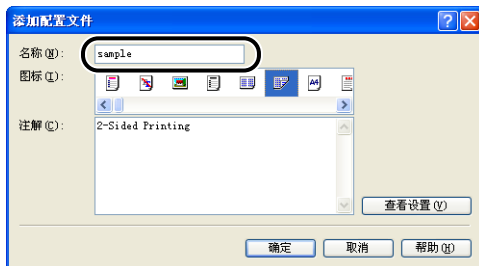 添加配置文件
名称(N):
sample
图标(I):
A4
注解(C):
2-Sided Printing
查看设置(V)
确定
取消
帮助(H)